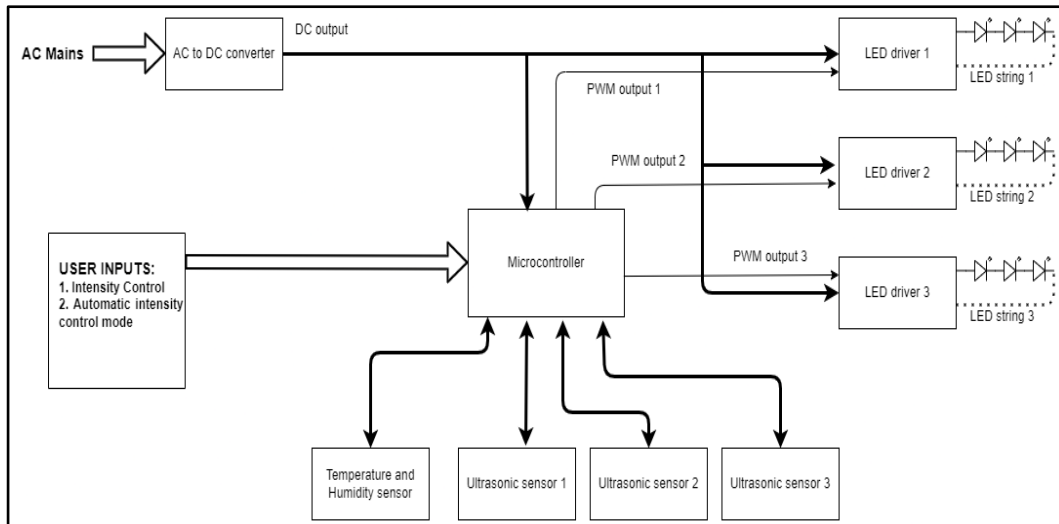 AC Mains
AC to DC converter
DC output
LED driver 1
LED string 1
PWM output 1
PWM output 2
LED driver 2
LED string 2
Microcontroller
PWM output 3
LED driver 3
LED string 3
USER INPUTS:
1. Intensity Control
2. Automatic intensity
control mode
Temperature and
Humidity sensor
Ultrasonic sensor 1
Ultrasonic sensor 2
Ultrasonic sensor 3